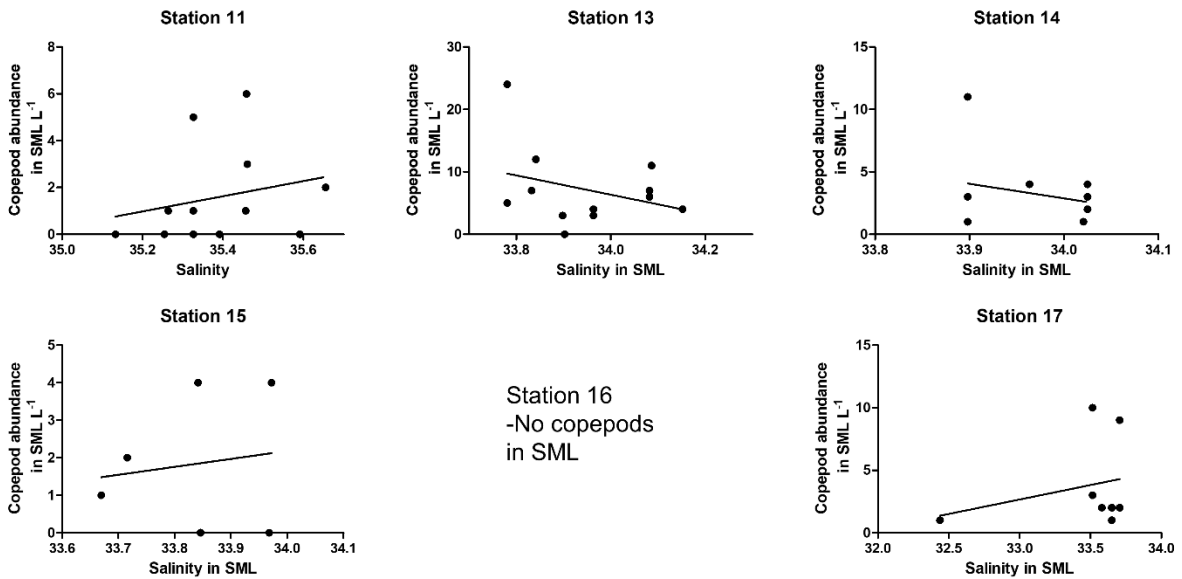 Station 11
Copepod abundance
in SML L⁻¹
8
6
4
2
0
35.0
35.2
35.4
35.6
Salinity
Station 13
Copepod abundance
in SML L⁻¹
30
20
10
0
33.8
34.0
34.2
Salinity in SML
Station 14
Copepod abundance
in SML L⁻¹
15
10
5
0
33.8
33.9
34.0
34.1
Salinity in SML
Station 15
Copepod abundance
in SML L⁻¹
5
4
3
2
1
0
33.6
33.7
33.8
33.9
34.0
34.1
Salinity in SML
Station 16
-No copepods
in SML
Station 17
Copepod abundance
in SML L⁻¹
15
10
5
0
32.0
32.5
33.0
33.5
34.0
Salinity in SML